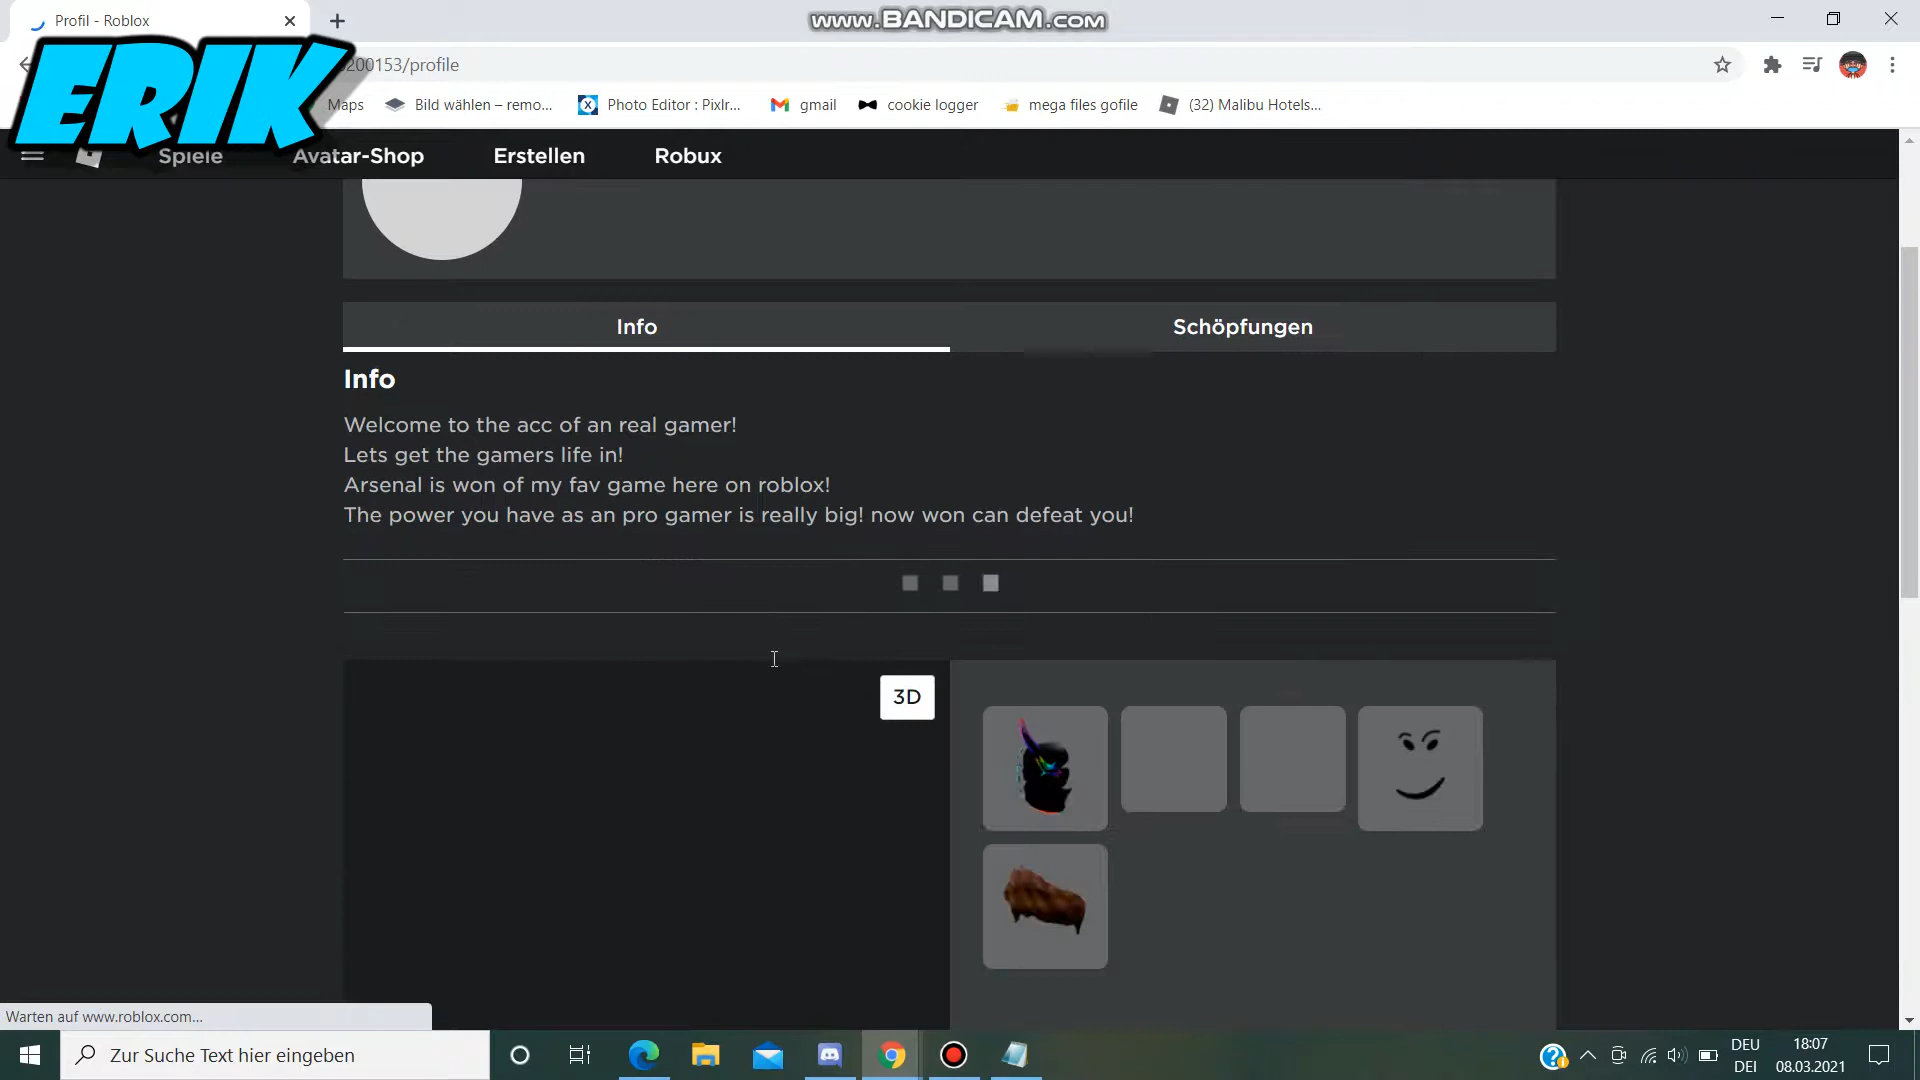 Profil - Roblox
www.BANDICAM.com
ERIK
200153/profile
Maps
Bild wählen – remo...
Photo Editor : Pixlr...
gmail
cookie logger
mega files gofile
(32) Malibu Hotels...
Spiele
Avatar-Shop
Erstellen
Robux
Info
Schöpfungen
Info
Welcome to the acc of an real gamer!
Lets get the gamers life in!
Arsenal is won of my fav game here on roblox!
The power you have as an pro gamer is really big! now won can defeat you!
3D
Warten auf www.roblox.com...
Zur Suche Text hier eingeben
DEU
DEI
18:07
08.03.2021